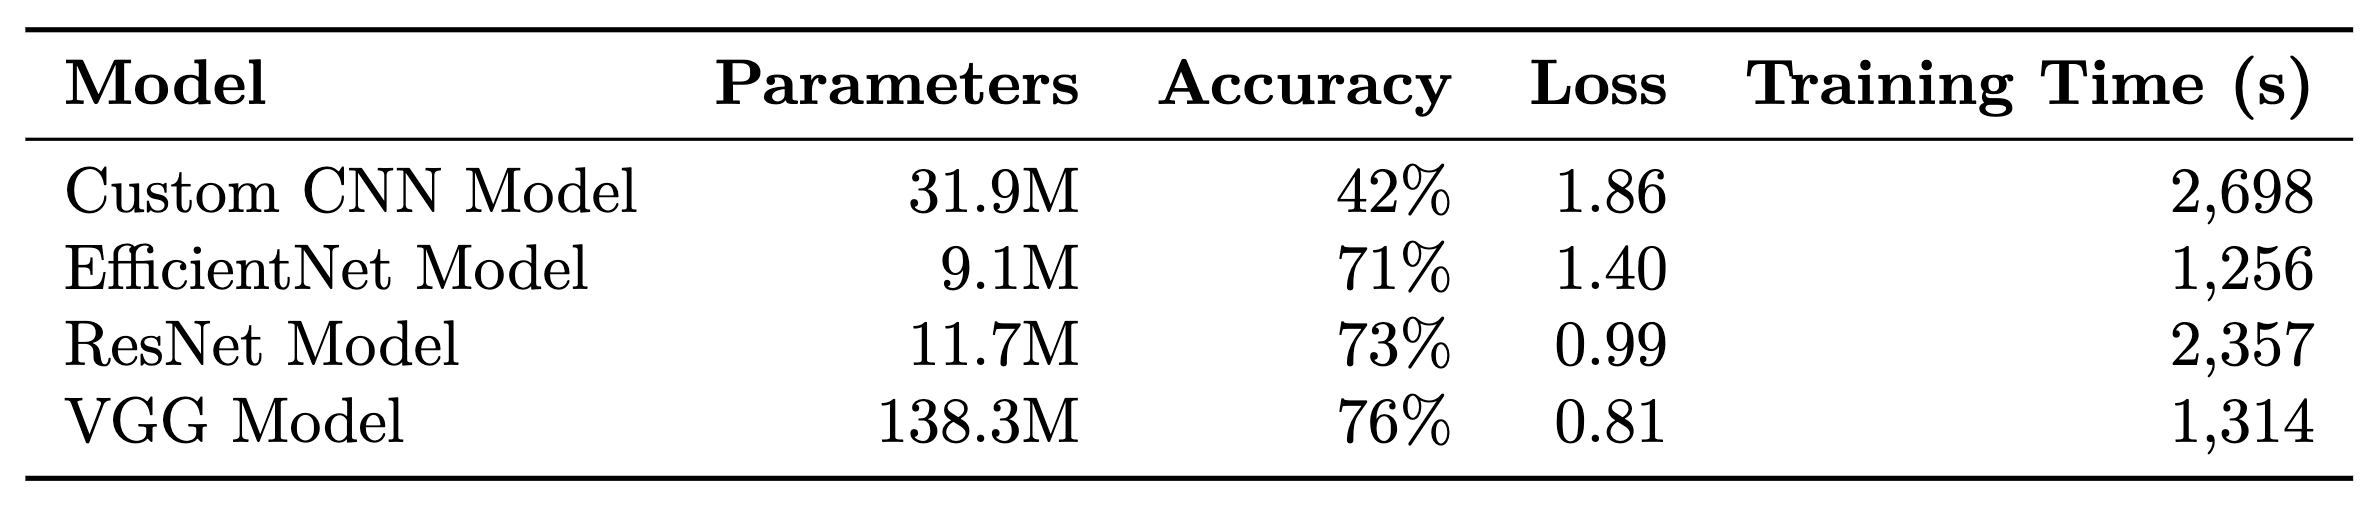 Model Parameters Accuracy Loss Training Time (s)
Custom CNN Model 31.9M 42% 1.86 2,698
EfficientNet Model 9.1M 71% 1.40 1,256
ResNet Model 11.7M 73% 0.99 2,357
VGG Model 138.3M 76% 0.81 1,314